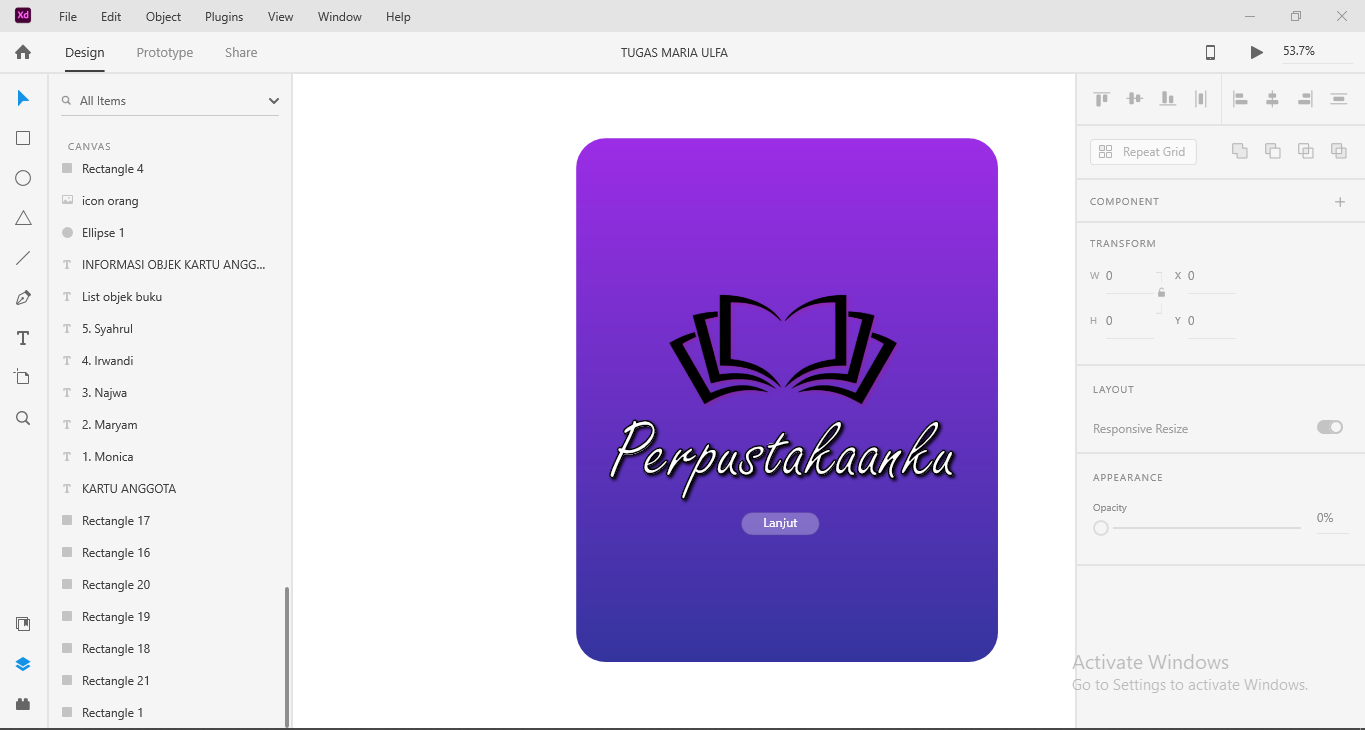 Xd File Edit Object Plugins View Window Help
Design Prototype Share TUGAS MARIA ULFA 53.7%
All Items
CANVAS
Rectangle 4
icon orang
Ellipse 1
INFORMASI OBJEK KARTU ANGG...
List objek buku
5. Syahrul
4. Irwandi
3. Najwa
2. Maryam
1. Monica
KARTU ANGGOTA
Rectangle 17
Rectangle 16
Rectangle 20
Rectangle 19
Rectangle 18
Rectangle 21
Rectangle 1
Perpustakaanku
Lanjut
Repeat Grid
COMPONENT
TRANSFORM
W 0 X 0
H 0 Y 0
LAYOUT
Responsive Resize
APPEARANCE
Opacity
0%
Activate Windows
Go to Settings to activate Windows.